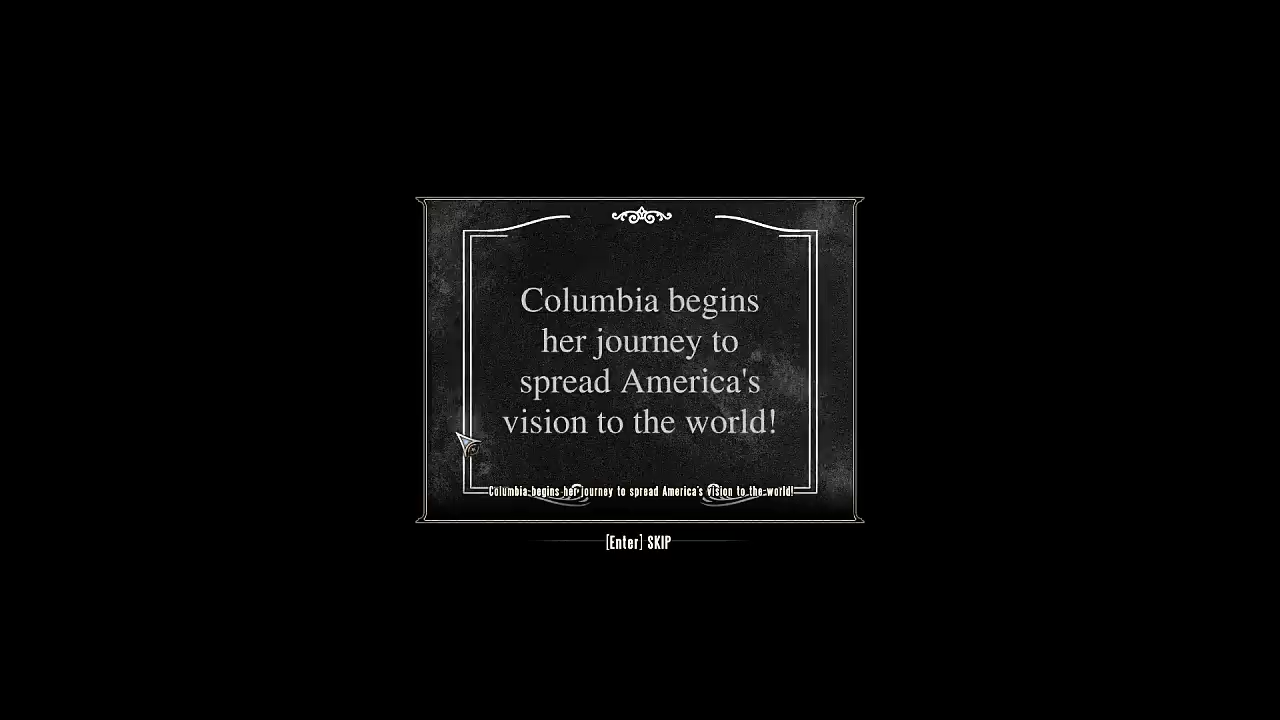 Columbia begins
her journey to
spread America's
vision to the world!
Columbia begins her journey to spread America's vision to the world!
[Enter] SKIP